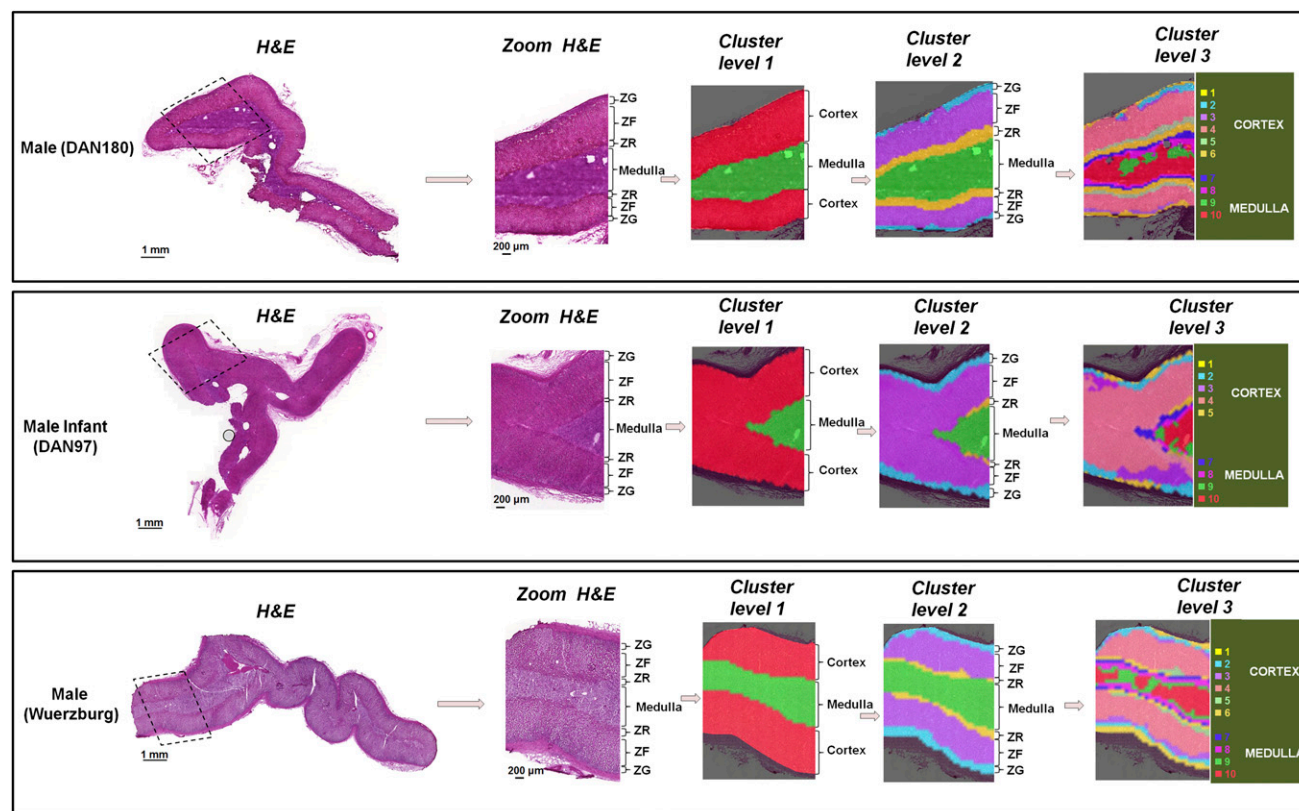 H&E
Zoom H&E
Cluster
level 1
Cluster
level 2
Cluster
level 3
Male (DAN180)
1 mm
200 µm
ZG
ZF
ZR
Medulla
ZR
ZF
ZG
Cortex
Medulla
Cortex
ZG
ZF
ZR
Medulla
ZR
ZF
ZG
1
2
3
4
5
6
7
8
9
10
CORTEX
MEDULLA
H&E
Zoom H&E
Cluster
level 1
Cluster
level 2
Cluster
level 3
Male Infant
(DAN97)
1 mm
200 µm
ZG
ZF
ZR
Medulla
ZR
ZF
ZG
Cortex
Medulla
Cortex
ZG
ZF
ZR
Medulla
ZR
ZF
ZG
1
2
3
4
5
7
8
9
10
CORTEX
MEDULLA
H&E
Zoom H&E
Cluster
level 1
Cluster
level 2
Cluster
level 3
Male
(Wuerzburg)
1 mm
200 µm
ZG
ZF
ZR
Medulla
ZR
ZF
ZG
Cortex
Medulla
Cortex
ZG
ZF
ZR
Medulla
ZR
ZF
ZG
1
2
3
4
5
6
7
8
9
10
CORTEX
MEDULLA